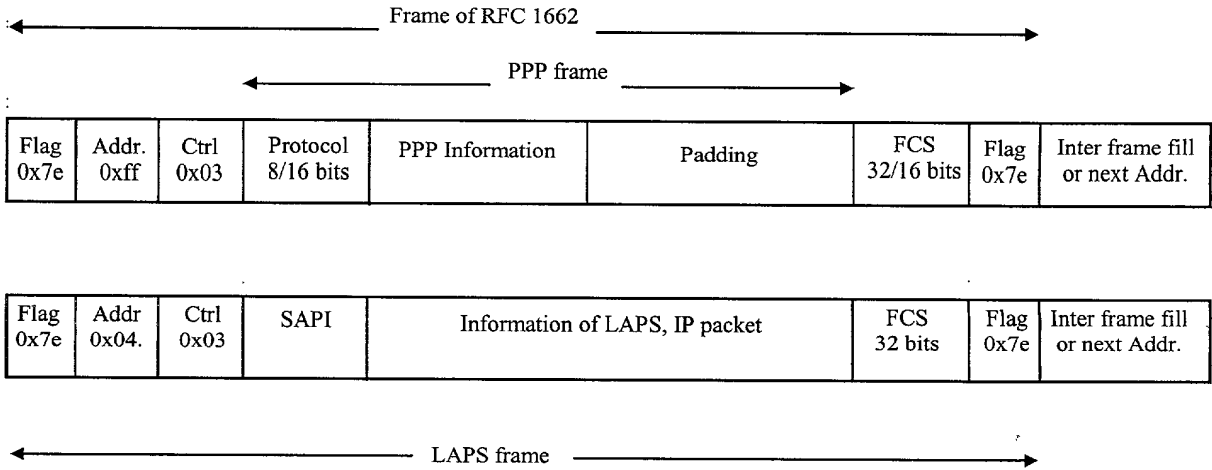 Frame of RFC 1662
PPP frame
Flag 0x7e
Addr. 0xff
Ctrl 0x03
Protocol 8/16 bits
PPP Information
Padding
FCS 32/16 bits
Flag 0x7e
Inter frame fill or next Addr.
Flag 0x7e
Addr 0x04.
Ctrl 0x03
SAPI
Information of LAPS, IP packet
FCS 32 bits
Flag 0x7e
Inter frame fill or next Addr.
LAPS frame